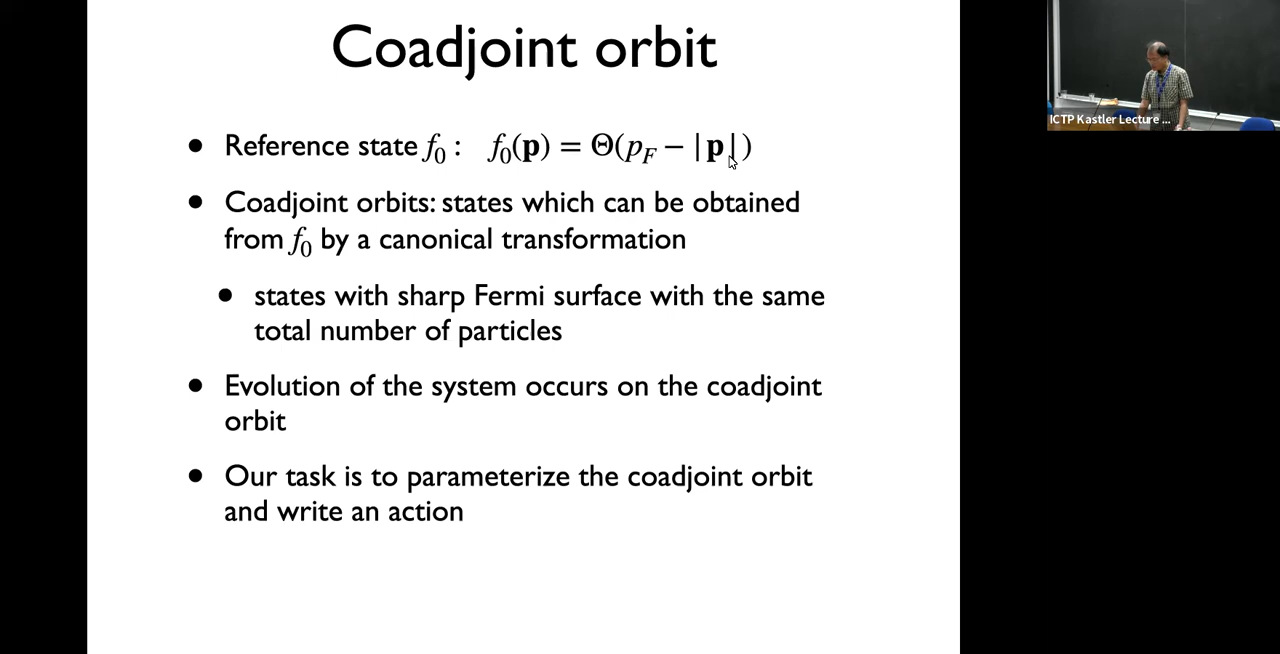 Coadjoint orbit
• Reference state f₀ : f₀(𝐩) = Θ(p_F − |𝐩|)
• Coadjoint orbits: states which can be obtained
from f₀ by a canonical transformation
• states with sharp Fermi surface with the same
total number of particles
• Evolution of the system occurs on the coadjoint
orbit
• Our task is to parameterize the coadjoint orbit
and write an action
ICTP Kastler Lecture ...